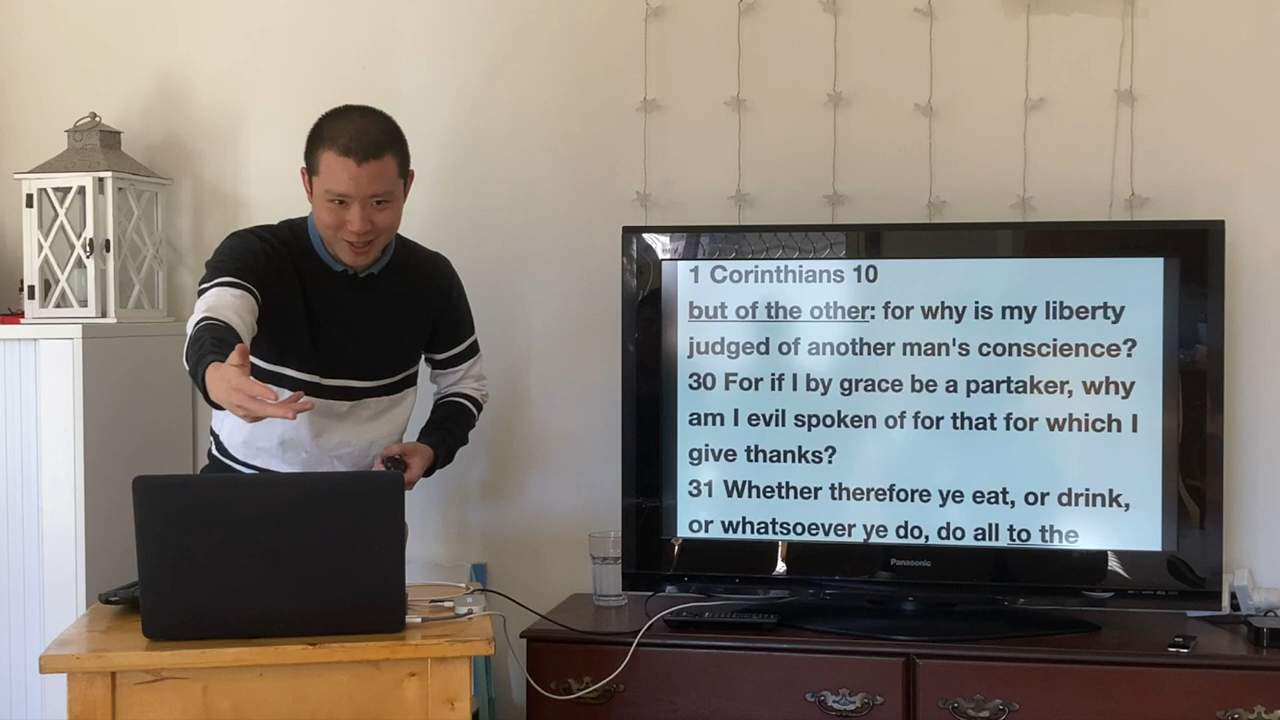 1 Corinthians 10
but of the other: for why is my liberty
judged of another man's conscience?
30 For if I by grace be a partaker, why
am I evil spoken of for that for which I
give thanks?
31 Whether therefore ye eat, or drink,
or whatsoever ye do, do all to the
Panasonic